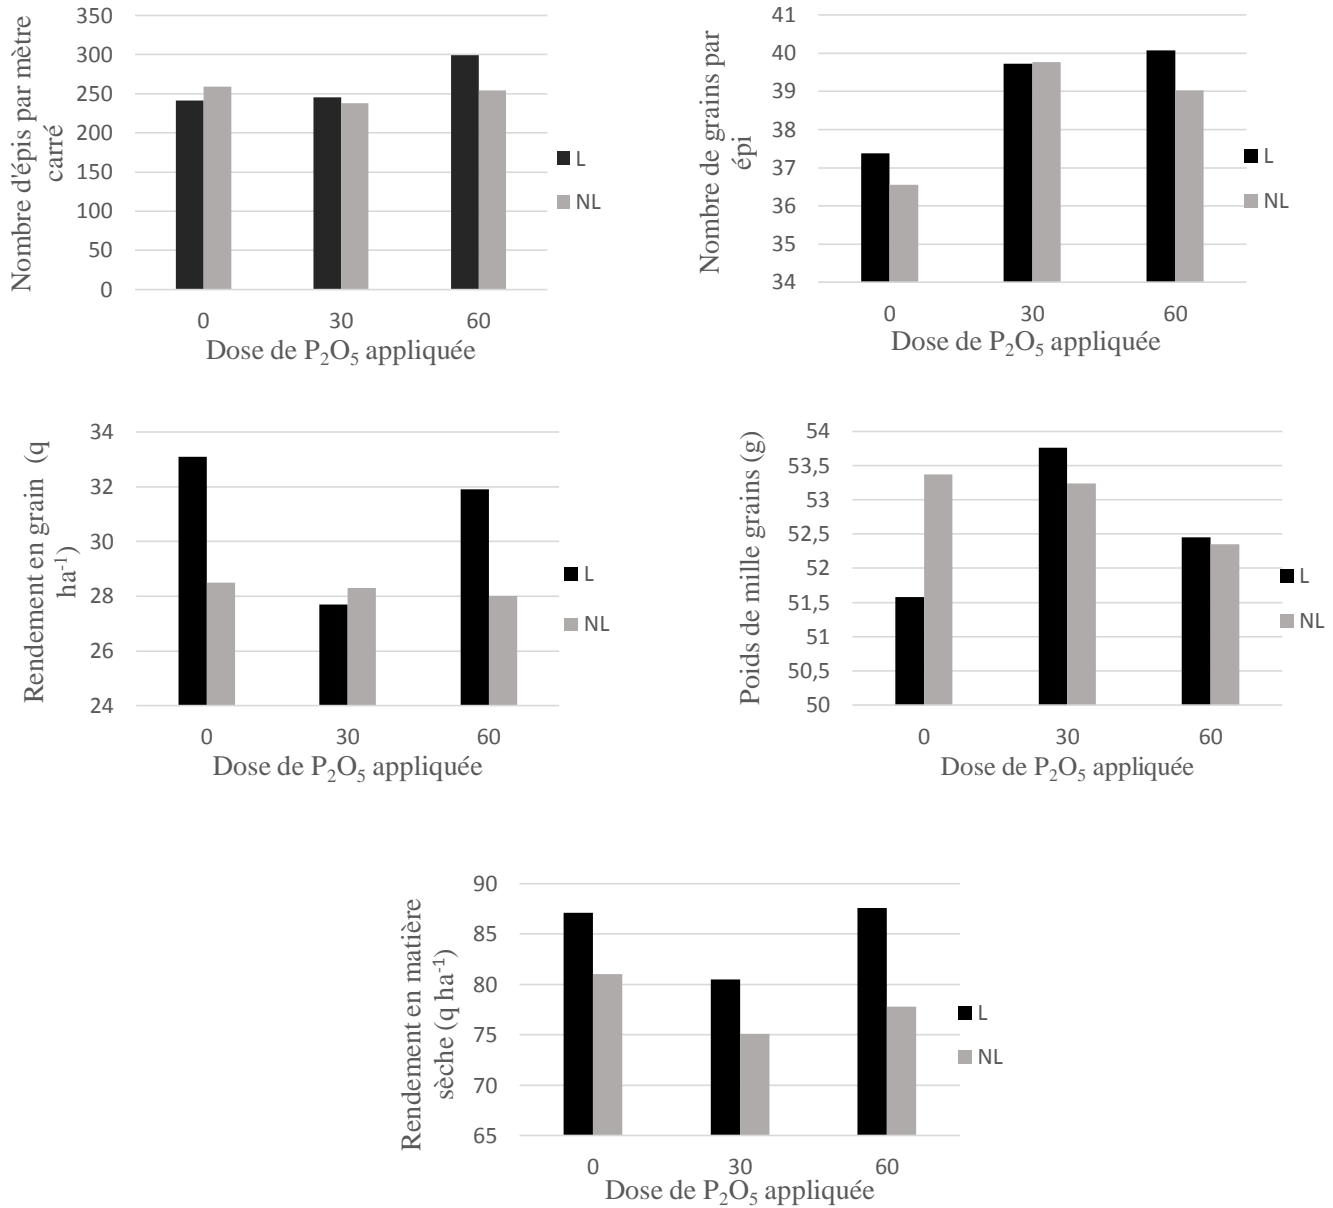 Nombre d'épis par mètre
carré
350
300
250
200
150
100
50
0
0 30 60
Dose de P₂O₅ appliquée
L
NL
Nombre de grains par
épi
41
40
39
38
37
36
35
34
0 30 60
Dose de P₂O₅ appliquée
L
NL
Rendement en grain (q
ha⁻¹)
34
32
30
28
26
24
0 30 60
Dose de P₂O₅ appliquée
L
NL
Poids de mille grains (g)
54
53,5
53
52,5
52
51,5
51
50,5
50
0 30 60
Dose de P₂O₅ appliquée
L
NL
Rendement en matière
sèche (q ha⁻¹)
90
85
80
75
70
65
0 30 60
Dose de P₂O₅ appliquée
L
NL